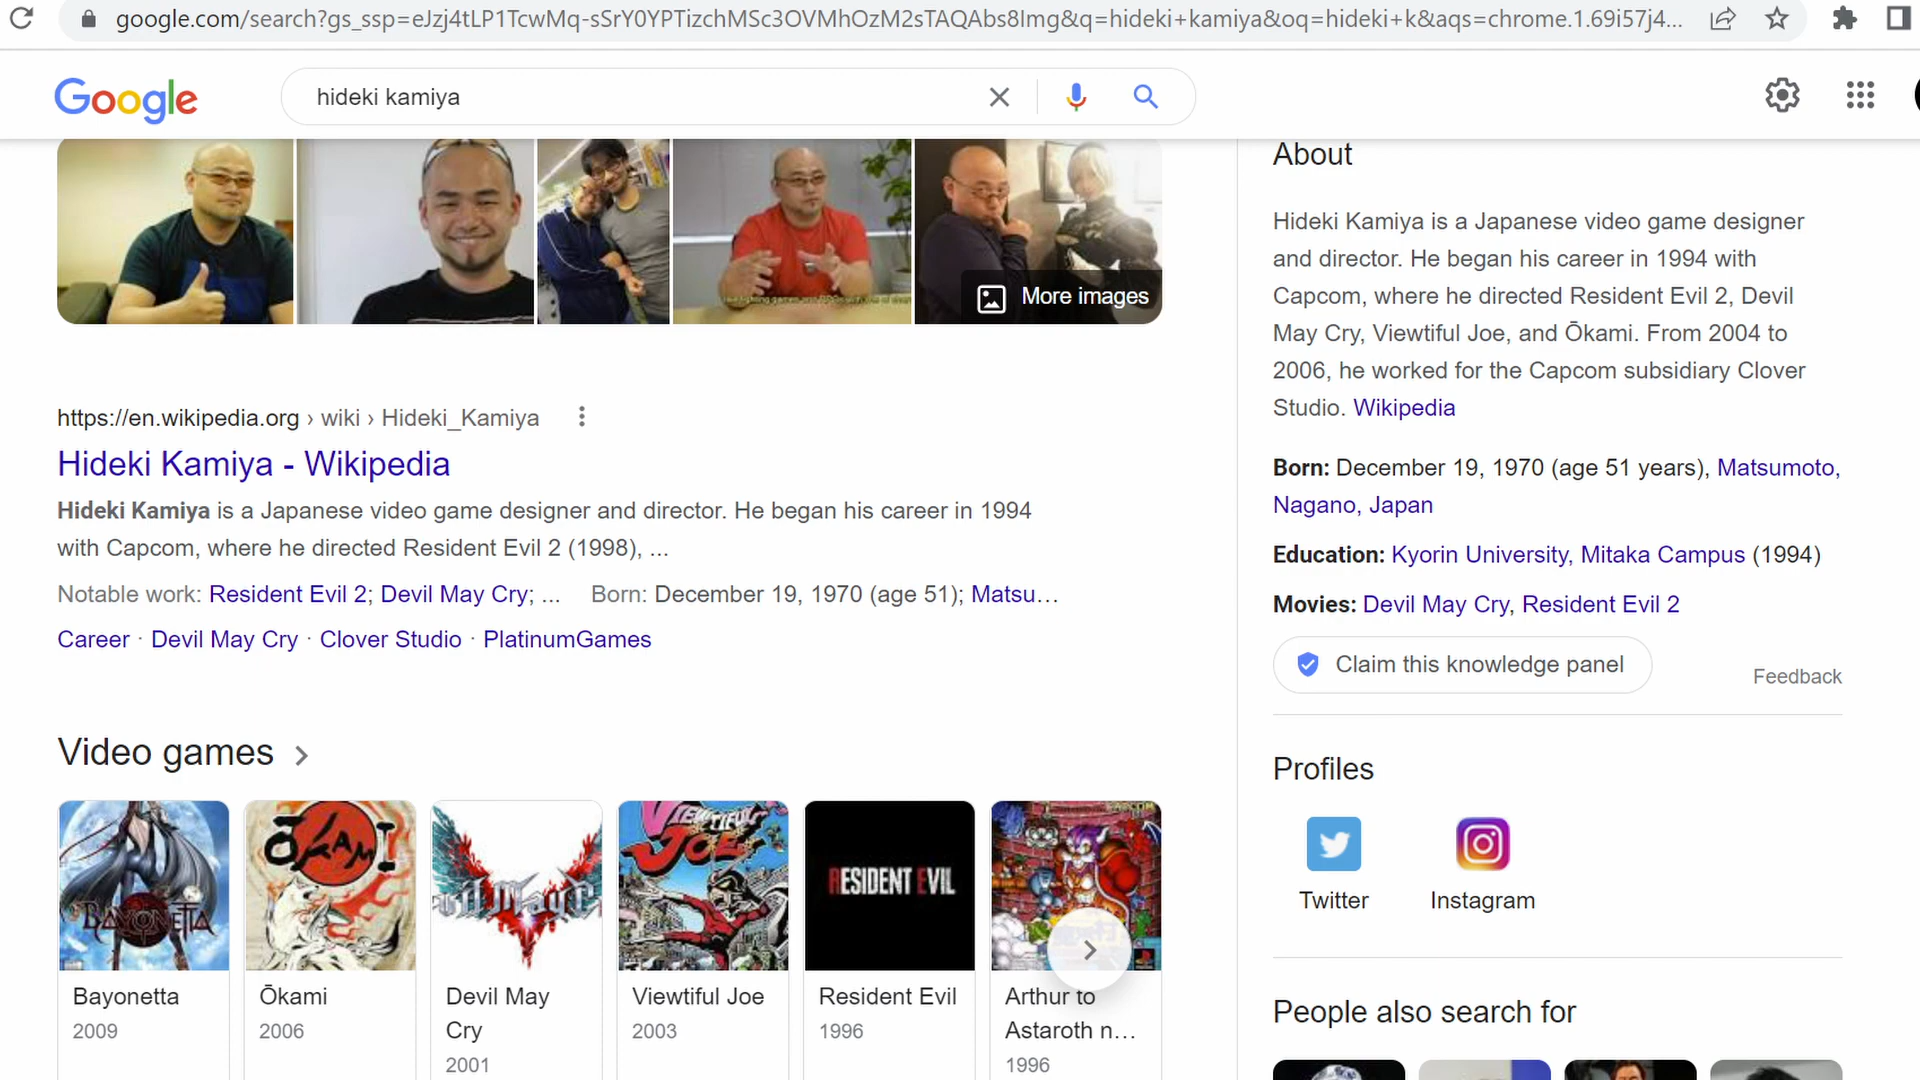 google.com/search?gs_ssp=eJzj4tLP1TcwMq-sSrY0YPTizchMSc3OVMhOzM2sTAQAbs8Img&q=hideki+kamiya&oq=hideki+k&aqs=chrome.1.69i57j4...
Google
hideki kamiya
More images
https://en.wikipedia.org › wiki › Hideki_Kamiya
Hideki Kamiya - Wikipedia
Hideki Kamiya is a Japanese video game designer and director. He began his career in 1994
with Capcom, where he directed Resident Evil 2 (1998), ...
Notable work: Resident Evil 2; Devil May Cry; ... Born: December 19, 1970 (age 51); Matsu...
Career · Devil May Cry · Clover Studio · PlatinumGames
Video games
BAYONETTA
ŌKAMI
VIEWTIFUL
JOE
RESIDENT EVIL
CAPCOM
Bayonetta
2009
Ōkami
2006
Devil May
Cry
2001
Viewtiful Joe
2003
Resident Evil
1996
Arthur to
Astaroth n...
1996
About
Hideki Kamiya is a Japanese video game designer
and director. He began his career in 1994 with
Capcom, where he directed Resident Evil 2, Devil
May Cry, Viewtiful Joe, and Ōkami. From 2004 to
2006, he worked for the Capcom subsidiary Clover
Studio. Wikipedia
Born: December 19, 1970 (age 51 years), Matsumoto,
Nagano, Japan
Education: Kyorin University, Mitaka Campus (1994)
Movies: Devil May Cry, Resident Evil 2
Claim this knowledge panel
Feedback
Profiles
Twitter
Instagram
People also search for